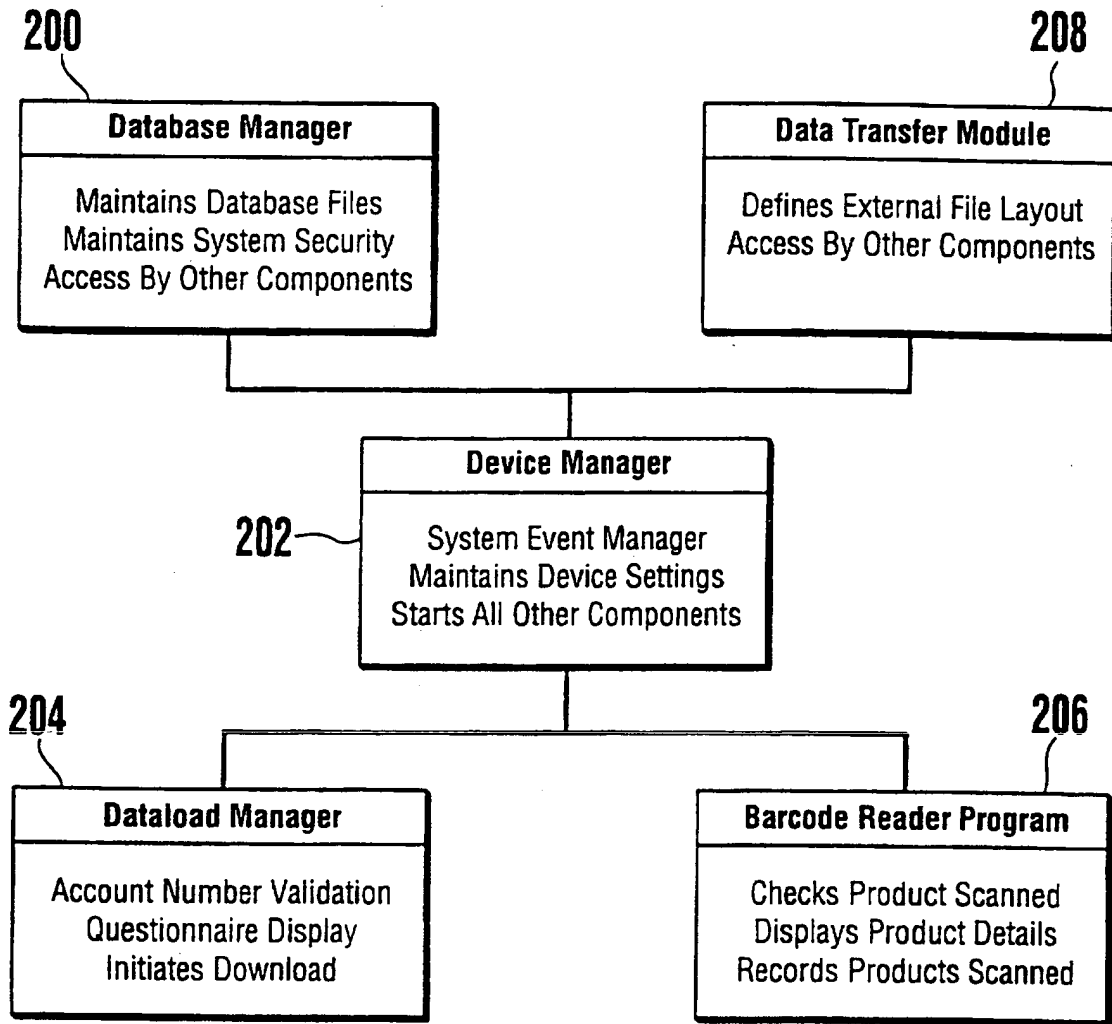 200
Database Manager
Maintains Database Files
Maintains System Security
Access By Other Components
208
Data Transfer Module
Defines External File Layout
Access By Other Components
202
Device Manager
System Event Manager
Maintains Device Settings
Starts All Other Components
204
Dataload Manager
Account Number Validation
Questionnaire Display
Initiates Download
206
Barcode Reader Program
Checks Product Scanned
Displays Product Details
Records Products Scanned